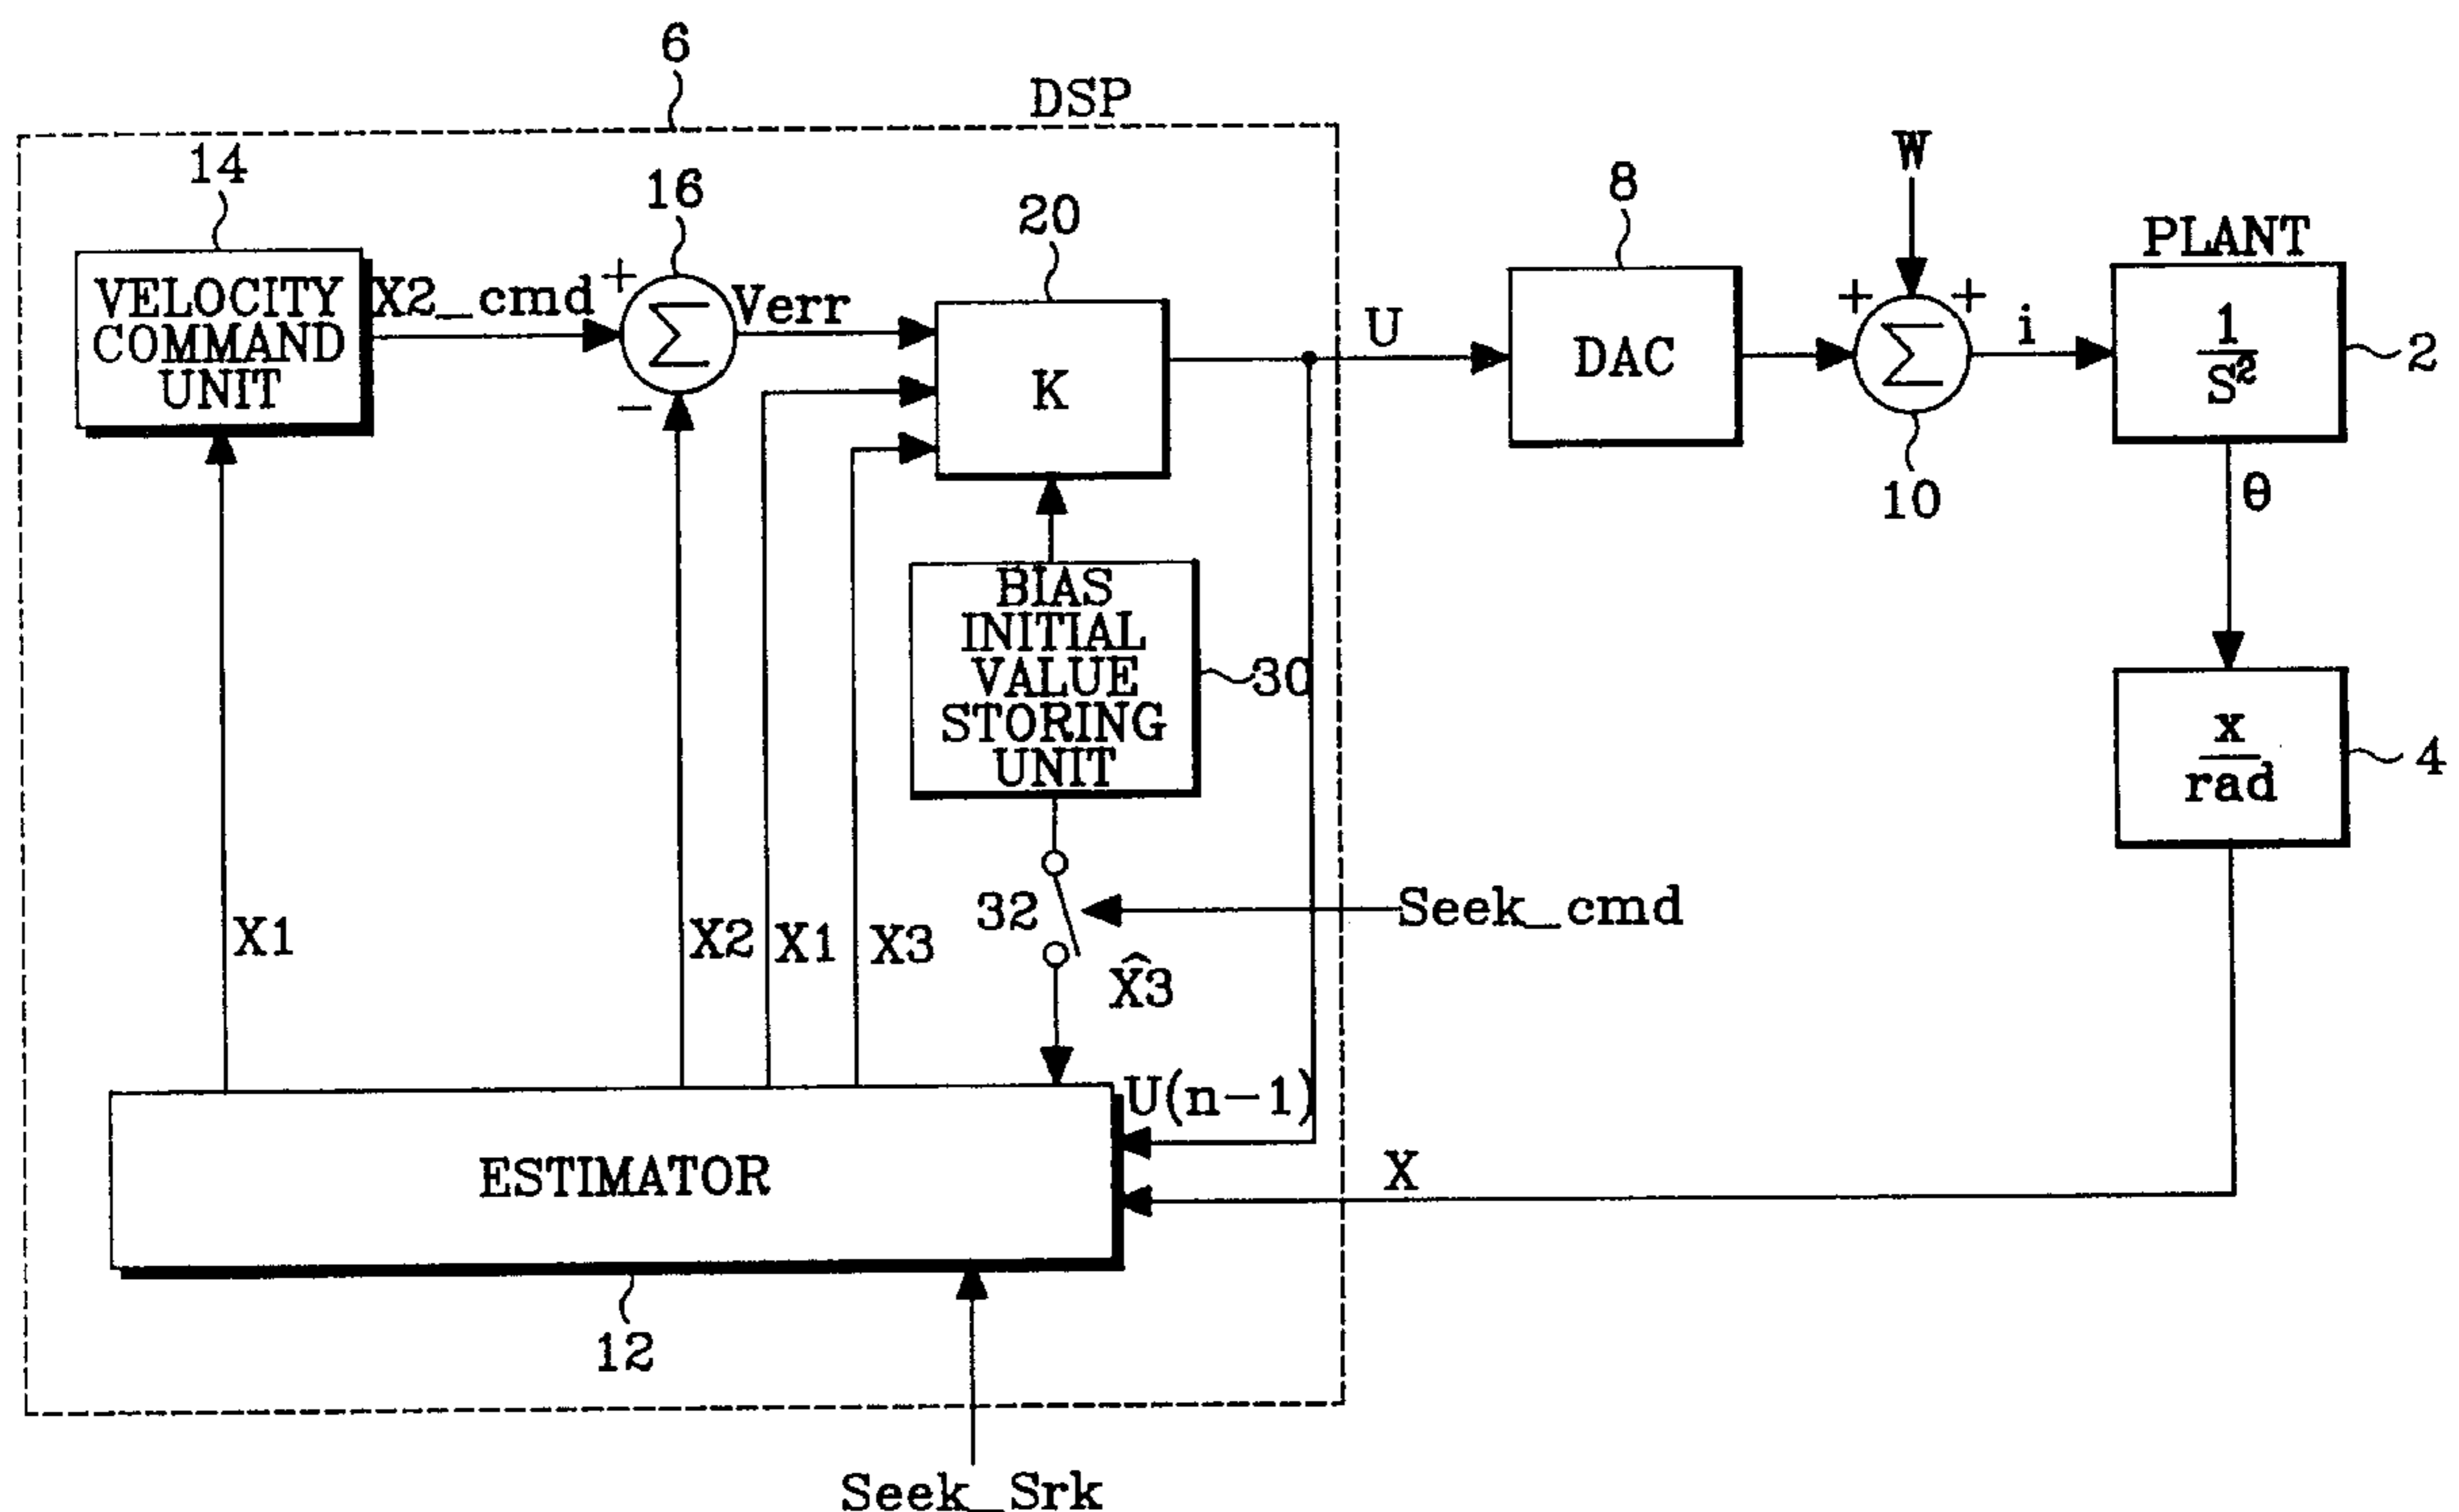 6
DSP
14
16
20
8
W
PLANT
VELOCITY
COMMAND
UNIT
X2_cmd
+
−
Σ
Verr
K
U
DAC
+
+
Σ
i
1
S²
2
10
θ
BIAS
INITIAL
VALUE
STORING
UNIT
30
x
rad
4
32
Seek_cmd
X1
X2
X1
X3
X̂3
U(n-1)
ESTIMATOR
X
12
Seek_Srk